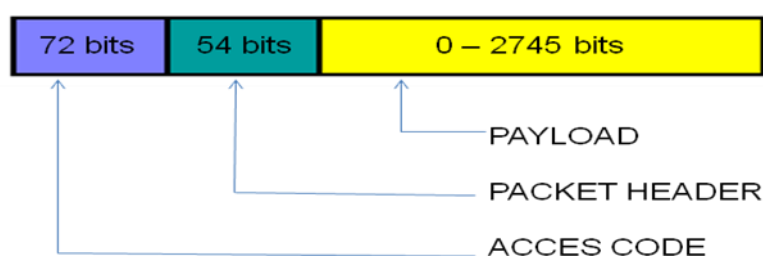 72 bits 54 bits 0 – 2745 bits
PAYLOAD
PACKET HEADER
ACCES CODE